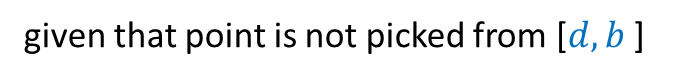 given that point is not picked from [d, b ]